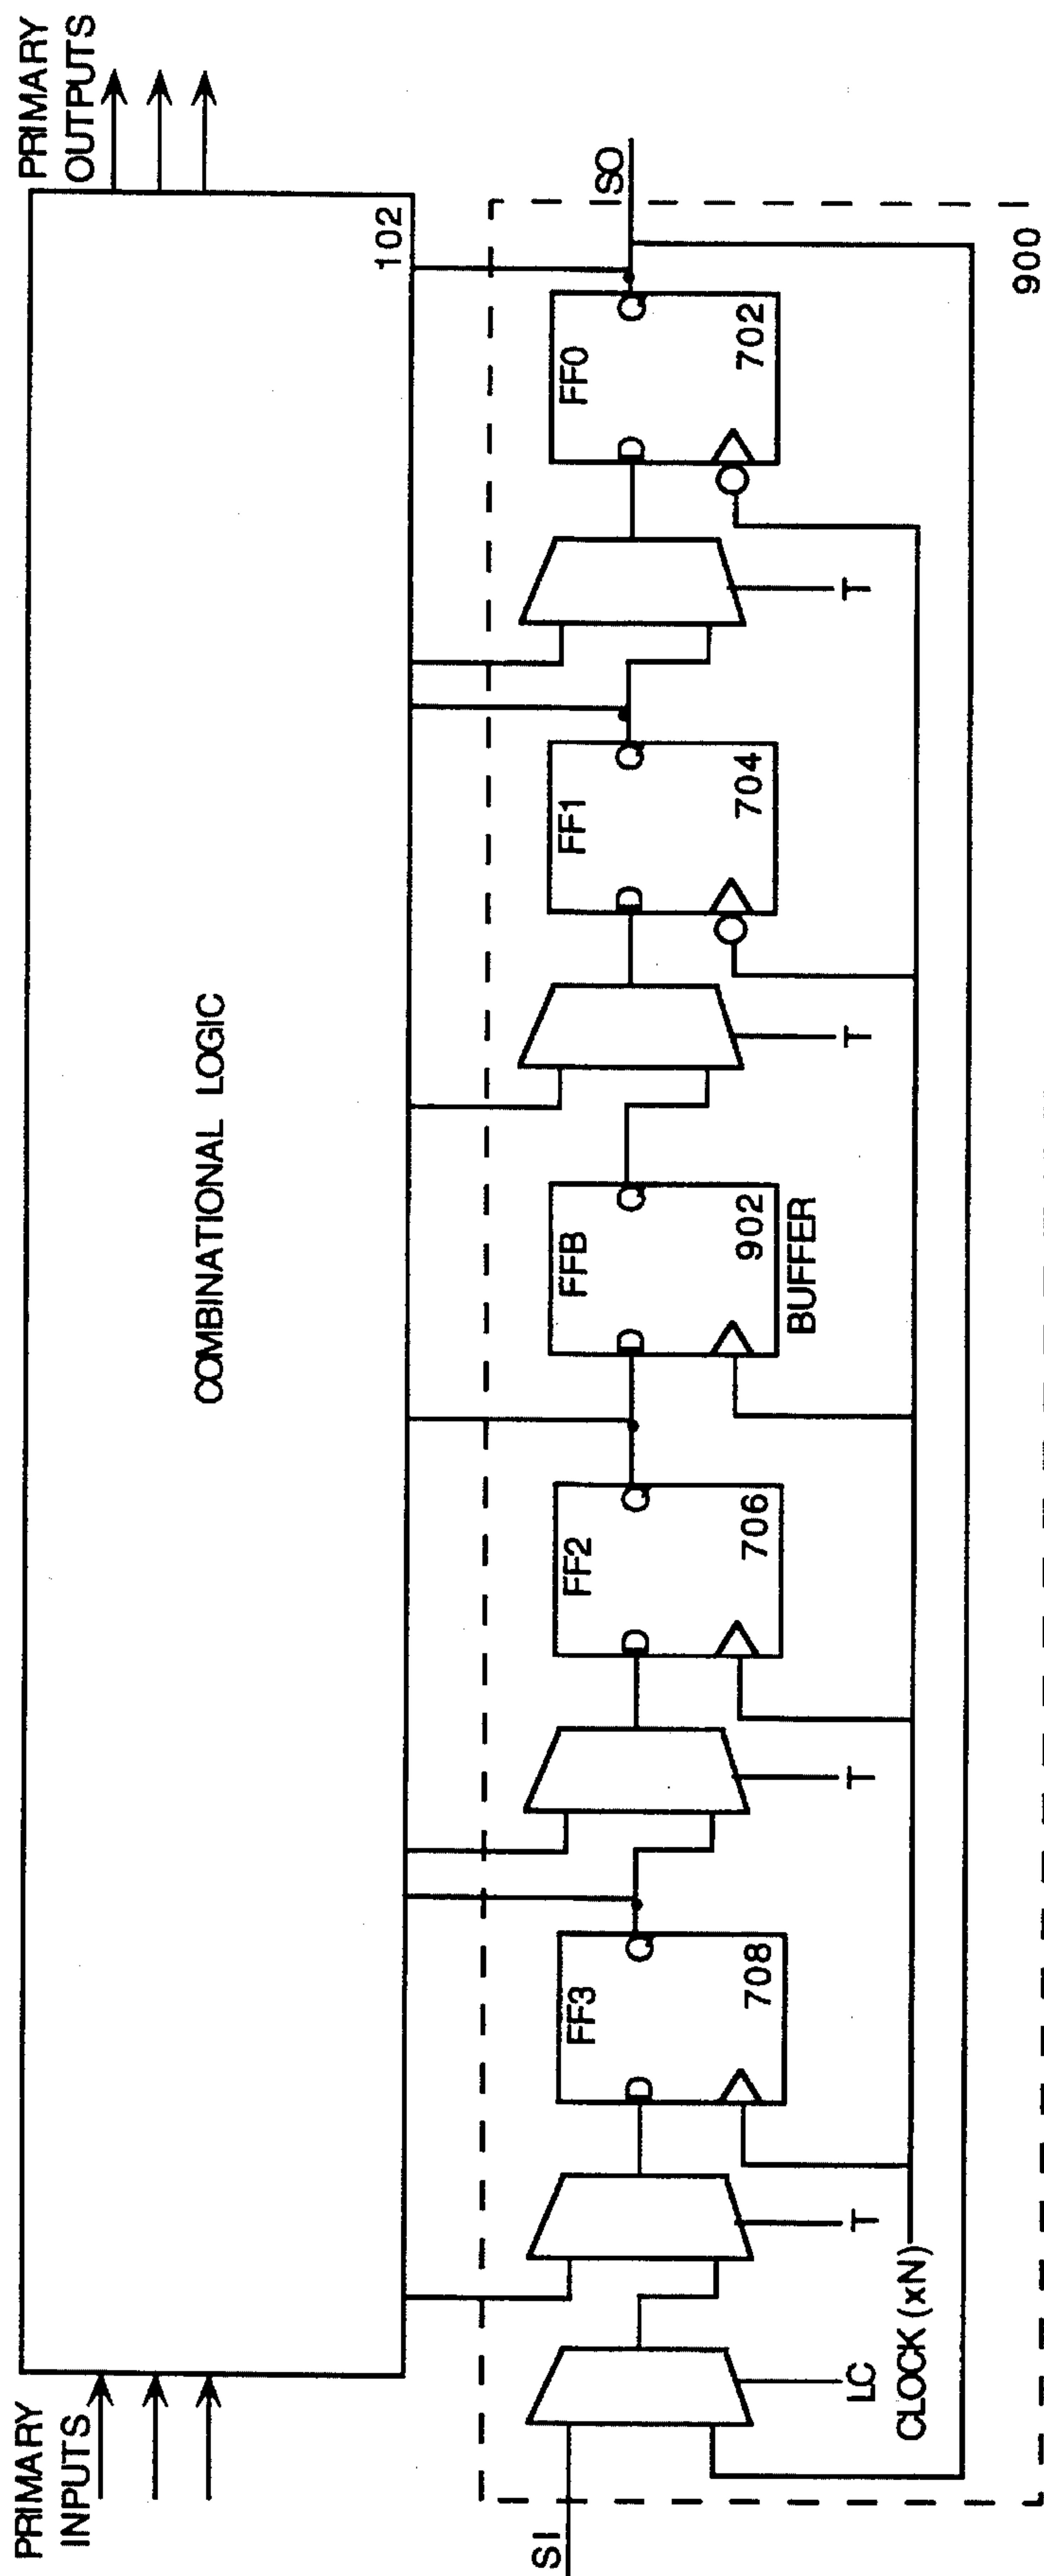 PRIMARY
INPUTS
PRIMARY
OUTPUTS
COMBINATIONAL LOGIC
102
SI
LC
T
FF3
D
Q
708
T
FF2
D
Q
706
FFB
D
Q
902
BUFFER
T
FF1
D
Q
704
T
FF0
D
Q
702
SO
CLOCK (xN)
900